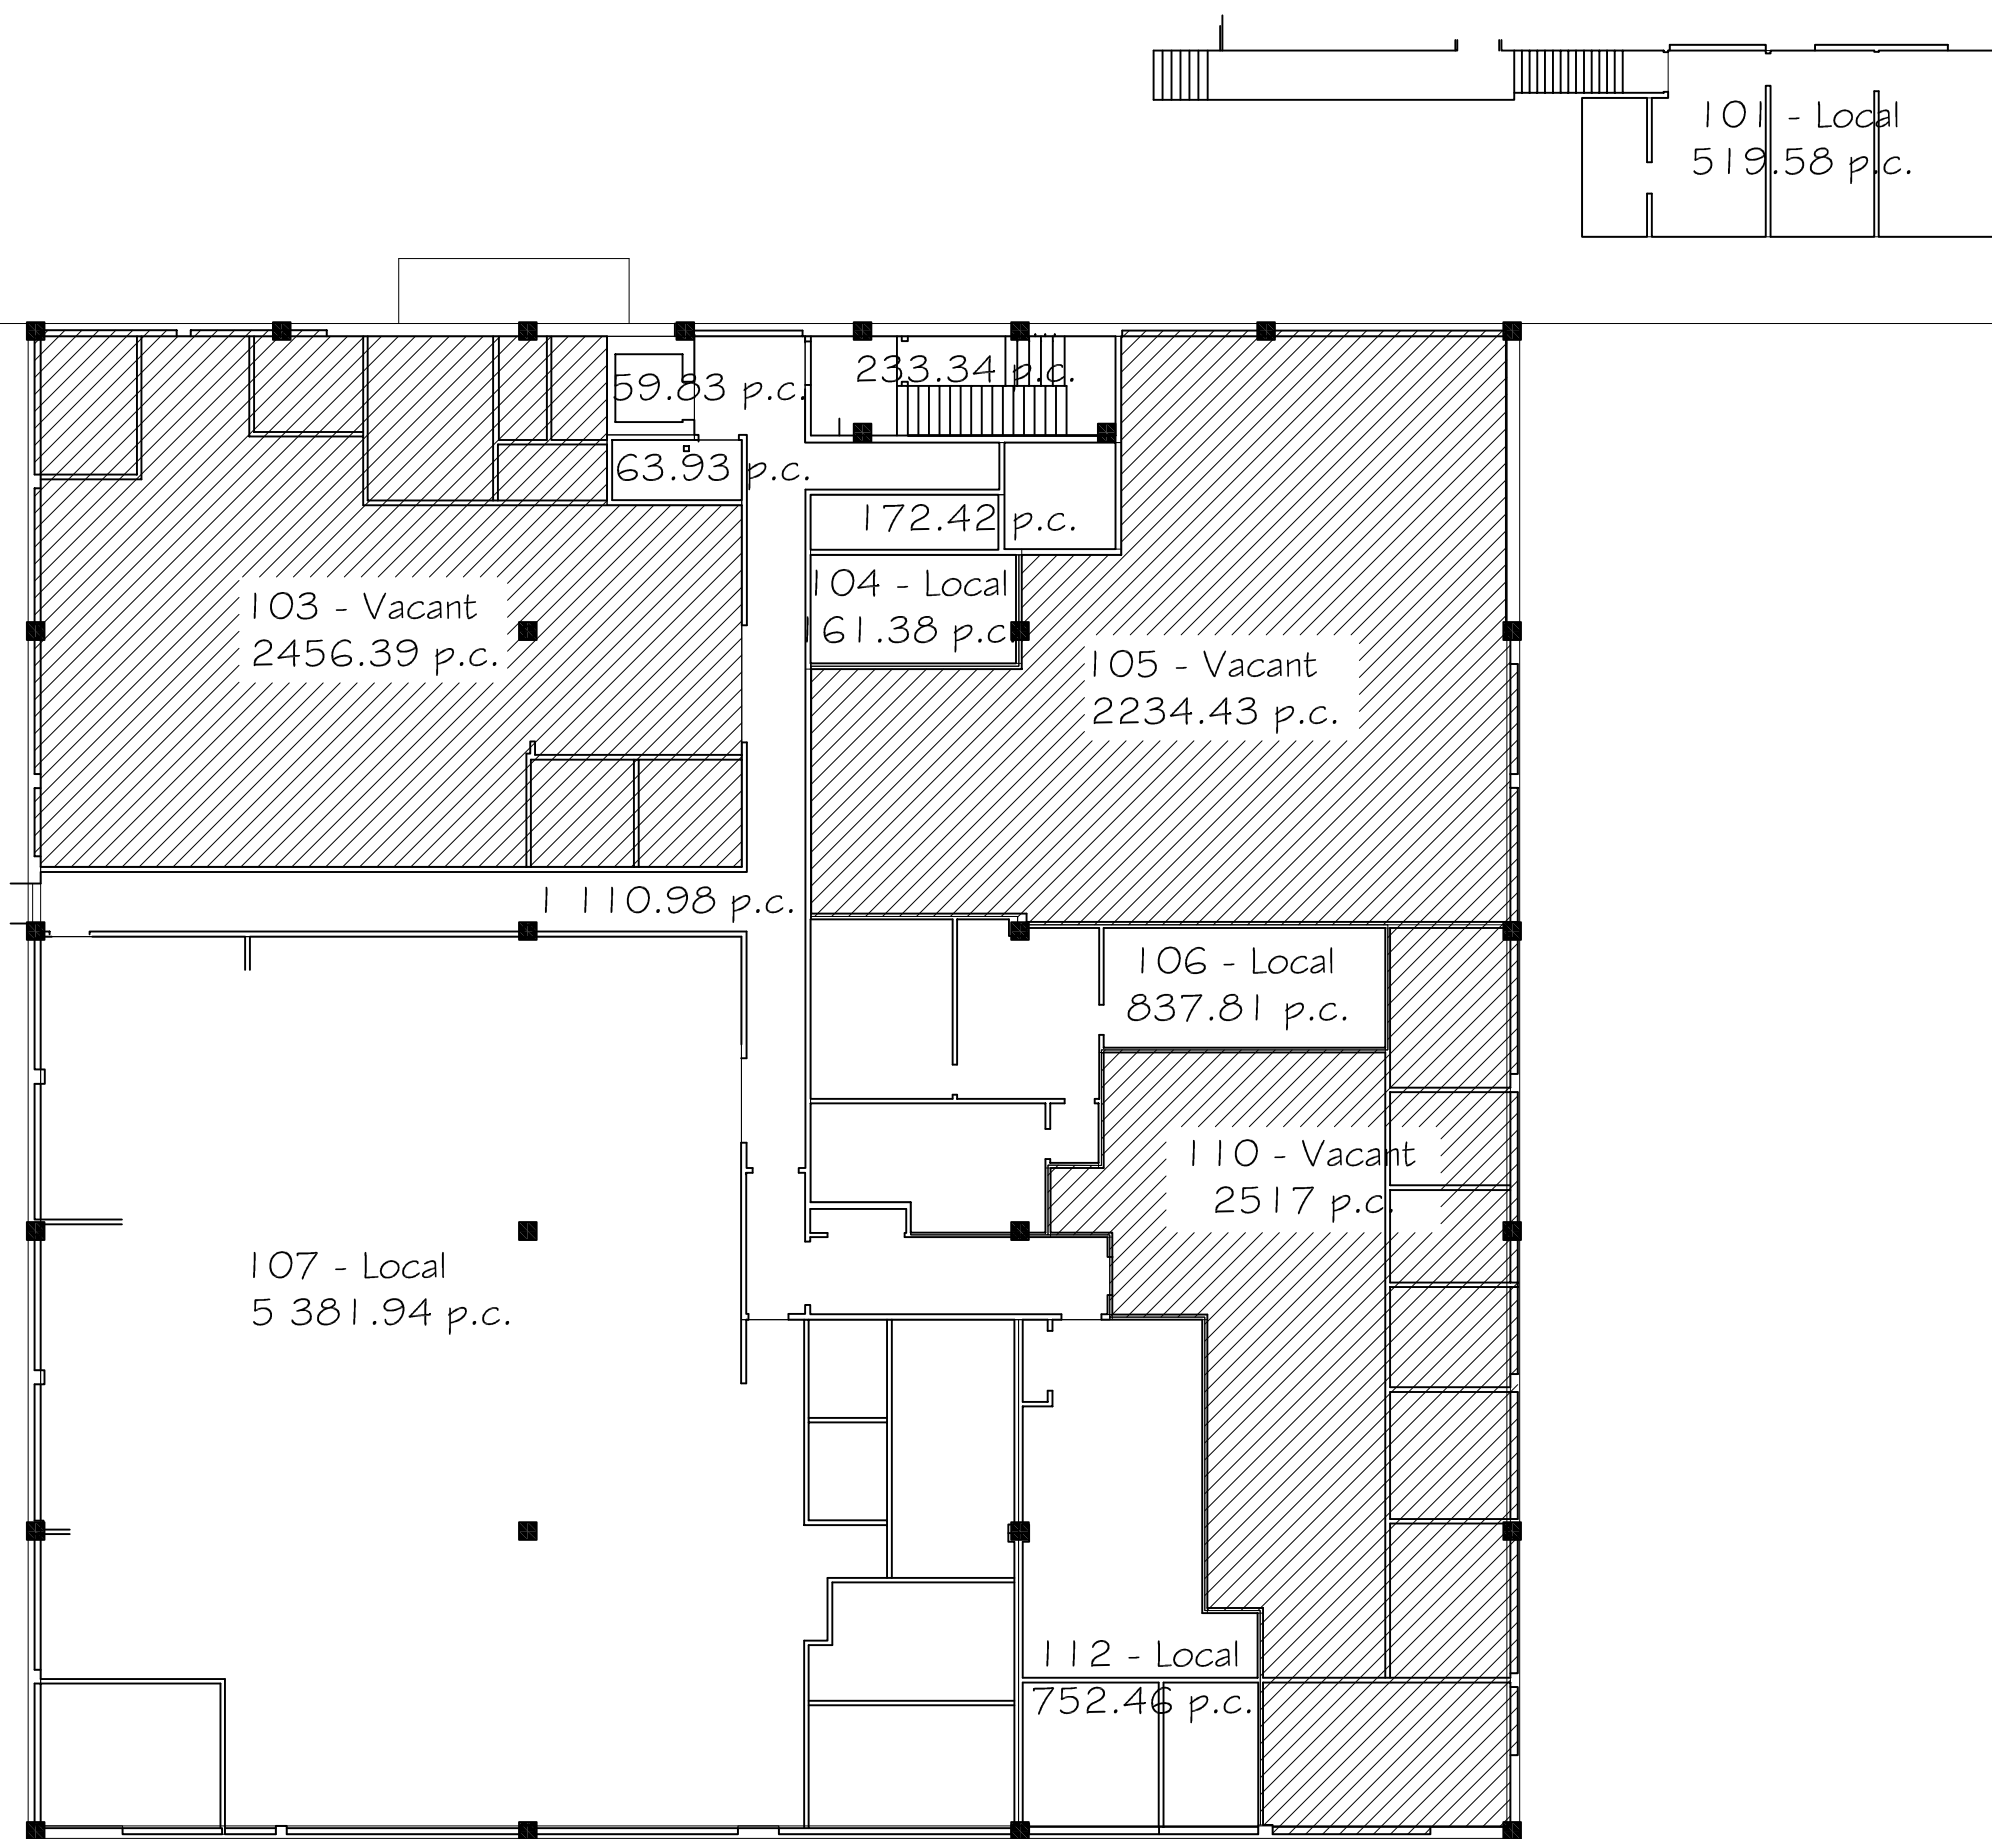 101 - Local
519.58 p.c.
233.34 p.c.
59.83 p.c.
63.93 p.c.
172.42 p.c.
104 - Local
161.38 p.c.
103 - Vacant
2456.39 p.c.
105 - Vacant
2234.43 p.c.
1 110.98 p.c.
106 - Local
837.81 p.c.
110 - Vacant
2517 p.c.
107 - Local
5 381.94 p.c.
112 - Local
752.46 p.c.